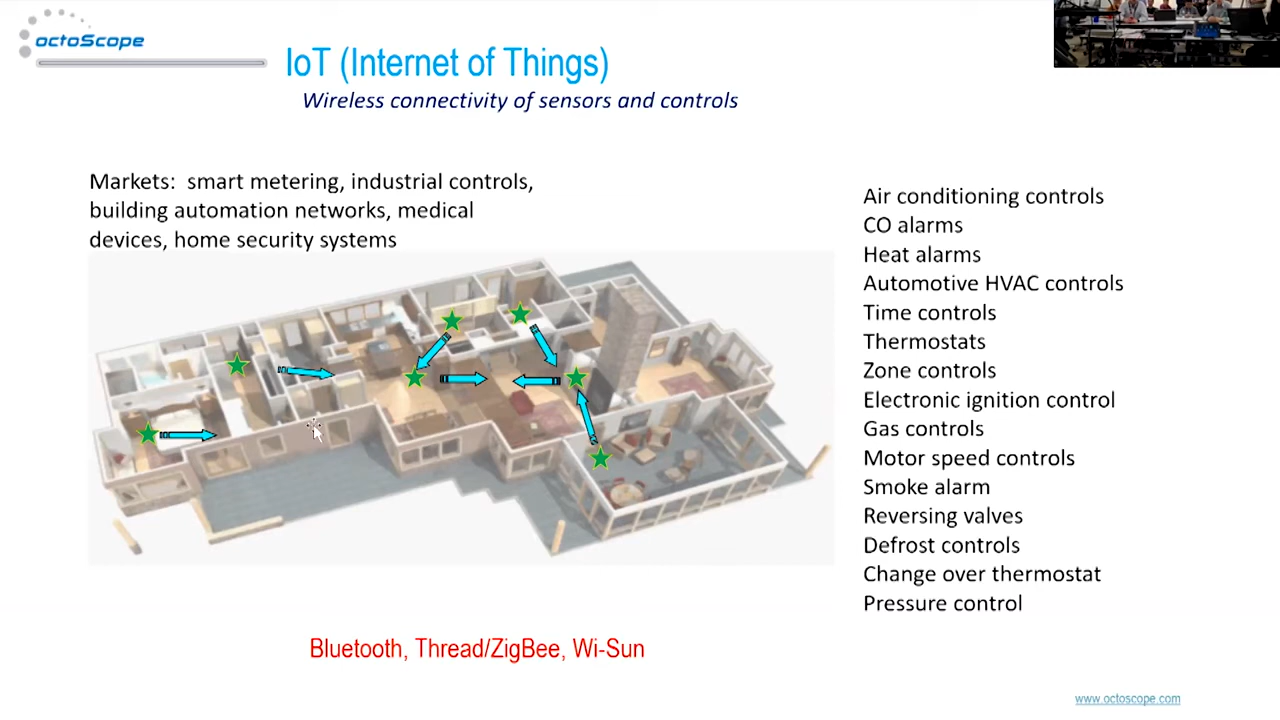 octoScope
IoT (Internet of Things)
Wireless connectivity of sensors and controls
Markets: smart metering, industrial controls,
building automation networks, medical
devices, home security systems
Air conditioning controls
CO alarms
Heat alarms
Automotive HVAC controls
Time controls
Thermostats
Zone controls
Electronic ignition control
Gas controls
Motor speed controls
Smoke alarm
Reversing valves
Defrost controls
Change over thermostat
Pressure control
Bluetooth, Thread/ZigBee, Wi-Sun
www.octoscope.com